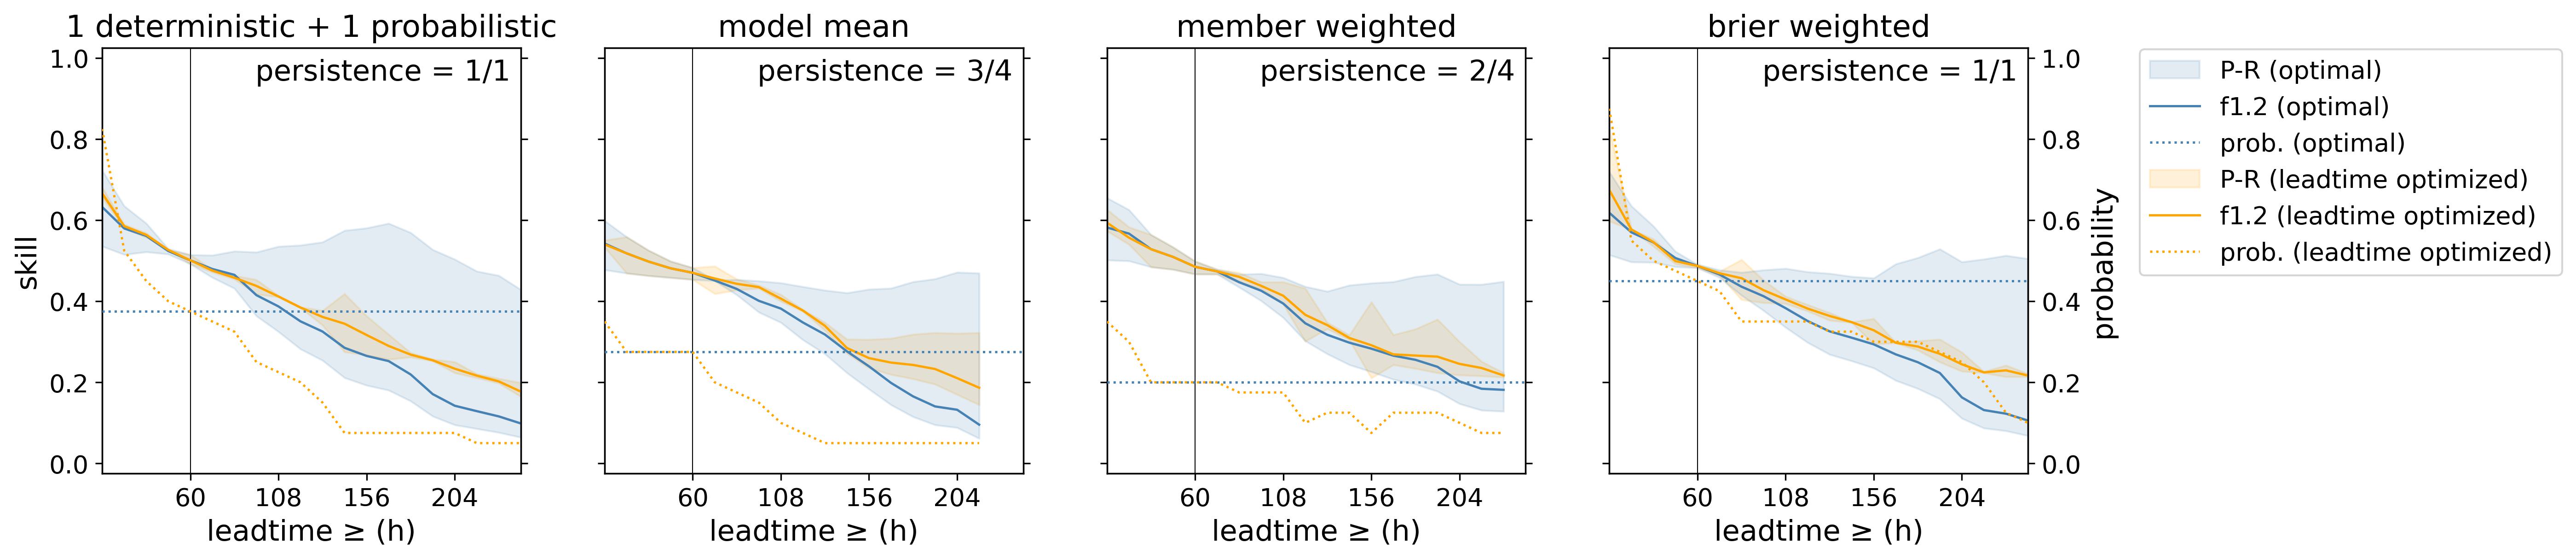 1 deterministic + 1 probabilistic
model mean
member weighted
brier weighted
persistence = 1/1
persistence = 3/4
persistence = 2/4
persistence = 1/1
skill
1.0
0.8
0.6
0.4
0.2
0.0
60 108 156 204
60 108 156 204
60 108 156 204
60 108 156 204
leadtime ≥ (h)
leadtime ≥ (h)
leadtime ≥ (h)
leadtime ≥ (h)
1.0
0.8
0.6
0.4
0.2
0.0
probability
P-R (optimal)
f1.2 (optimal)
prob. (optimal)
P-R (leadtime optimized)
f1.2 (leadtime optimized)
prob. (leadtime optimized)